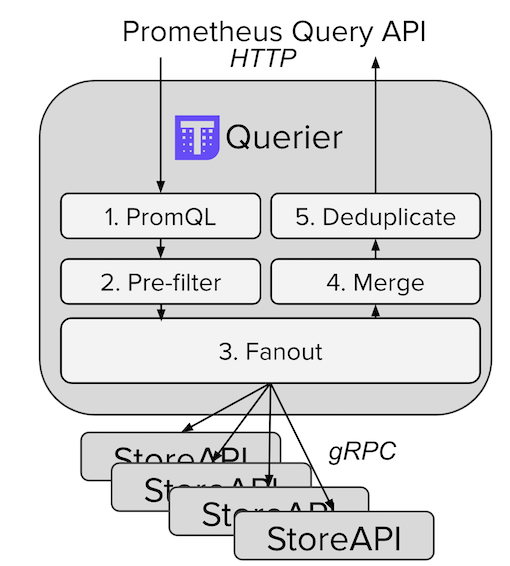 Prometheus Query API
HTTP
T Querier
1. PromQL
5. Deduplicate
2. Pre-filter
4. Merge
3. Fanout
gRPC
StoreAPI
StoreAPI
StoreAPI
StoreAPI